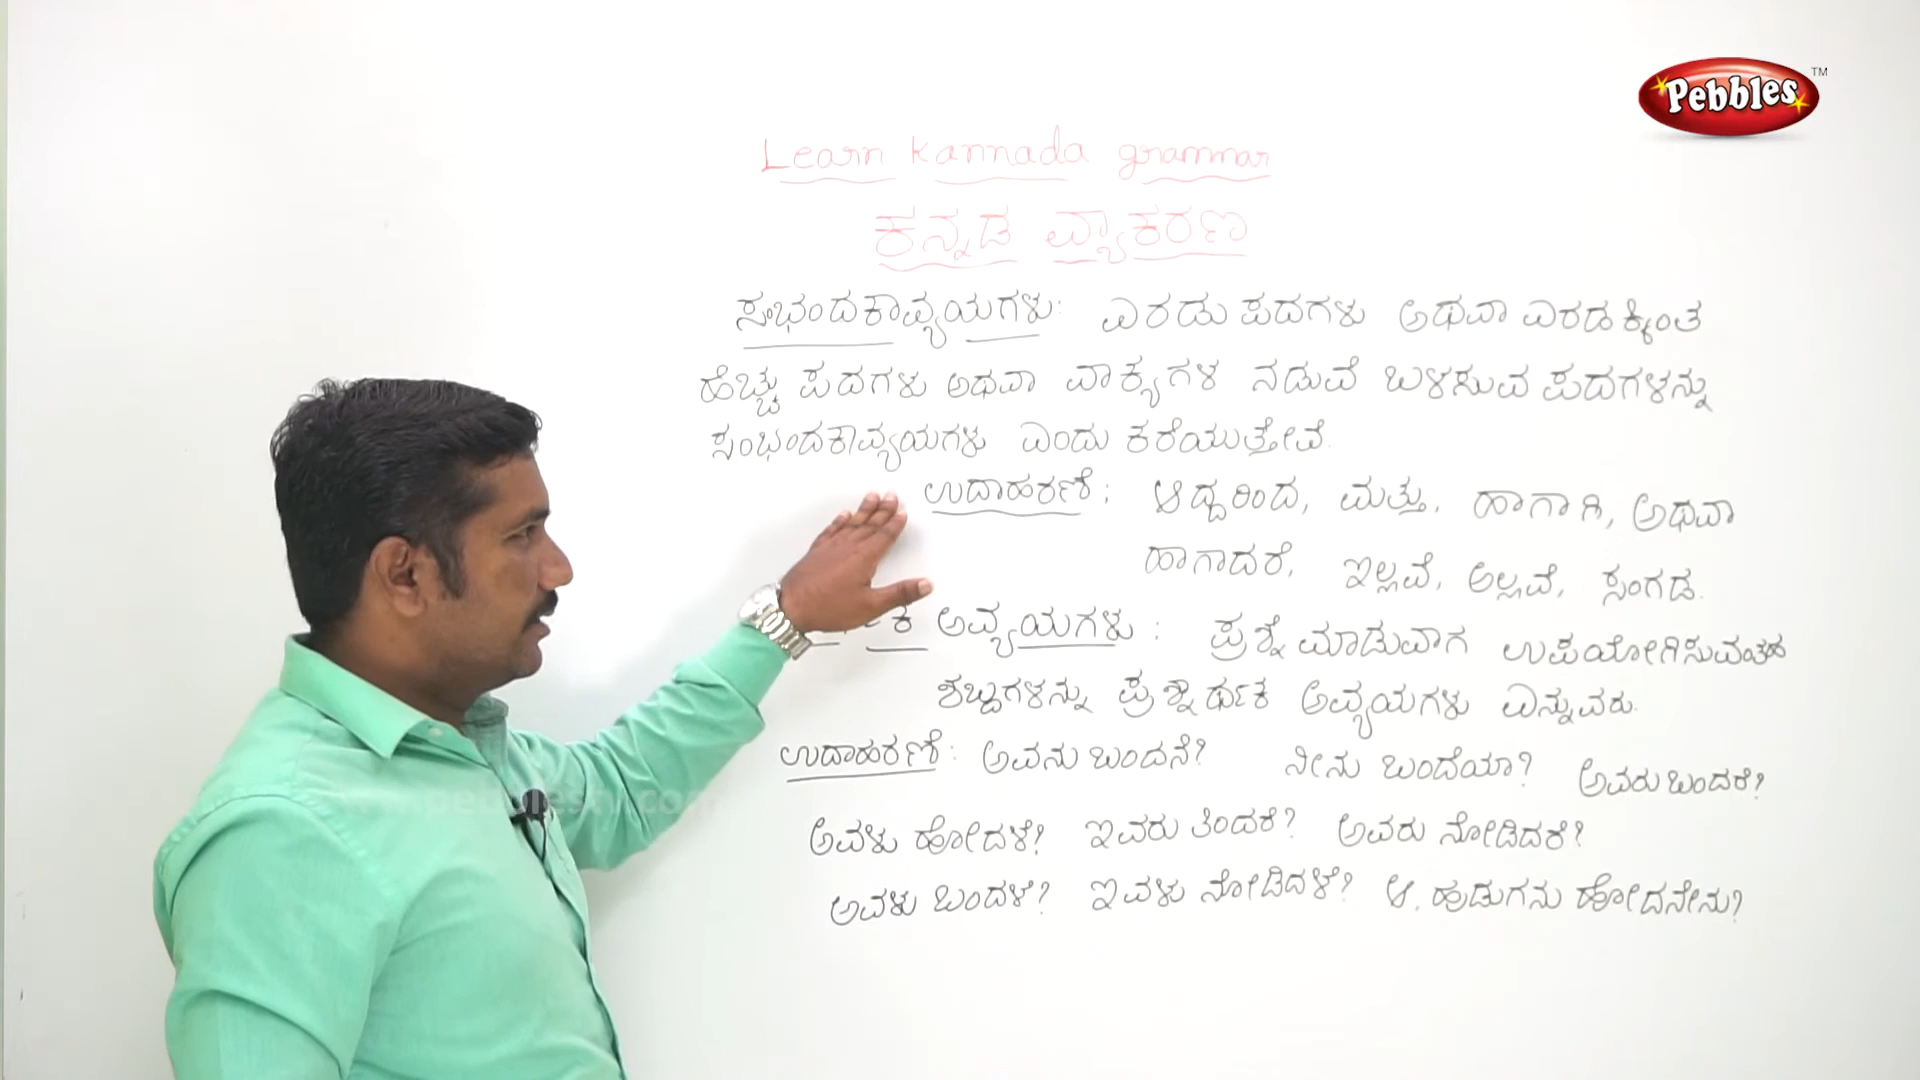 Pebbles TM
Learn kannada grammar
ಕನ್ನಡ ವ್ಯಾಕರಣ
ಸಂಭಂದಕಾವ್ಯಯಗಳು: ಎರಡು ಪದಗಳು ಅಥವಾ ಎರಡಕ್ಕಿಂತ
ಹೆಚ್ಚು ಪದಗಳು ಅಥವಾ ವಾಕ್ಯಗಳ ನಡುವೆ ಬಳಸುವ ಪದಗಳನ್ನು
ಸಂಭಂದಕಾವ್ಯಯಗಳು ಎಂದು ಕರೆಯುತ್ತೇವೆ.
ಉದಾಹರಣೆ: ಆದ್ದರಿಂದ, ಮತ್ತು, ಹಾಗಾಗಿ, ಅಥವಾ
ಹಾಗಾದರೆ, ಇಲ್ಲವೆ, ಅಲ್ಲವೆ, ಸಂಗಡ.
ಕ ಅವ್ಯಯಗಳು: ಪ್ರಶ್ನೆ ಮಾಡುವಾಗ ಉಪಯೋಗಿಸುವಂತಹ
ಶಬ್ದಗಳನ್ನು ಪ್ರಶ್ನಾರ್ಥಕ ಅವ್ಯಯಗಳು ಎನ್ನುವರು.
ಉದಾಹರಣೆ: ಅವನು ಬಂದನೆ? ನೀನು ಬಂದೆಯಾ? ಅವರು ಬಂದರೆ?
ಅವಳು ಹೋದಳೆ? ಇವರು ತಿಂದರೆ? ಅವರು ನೋಡಿದರೆ?
ಅವಳು ಬಂದಳೆ? ಇವಳು ನೋಡಿದಳೆ? ಆ. ಹುಡುಗನು ಹೋದನೇನು?